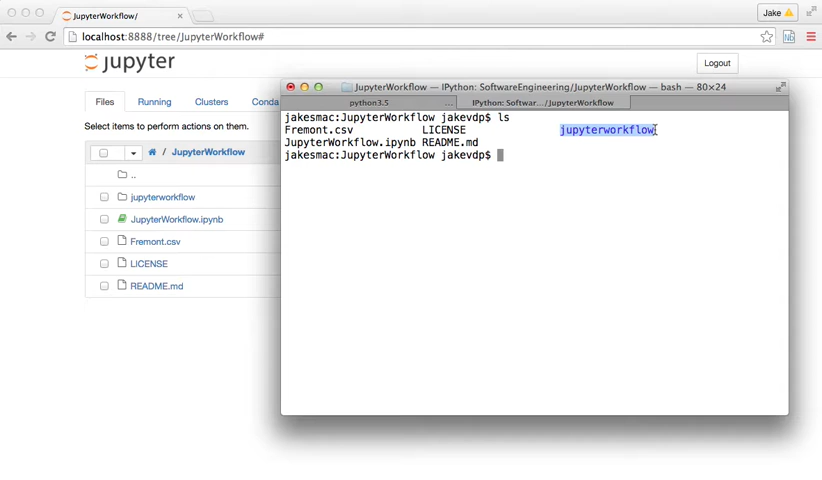 JupyterWorkflow/
Jake
localhost:8888/tree/JupyterWorkflow#
Nb
jupyter
Logout
Files Running Clusters Conda
Select items to perform actions on them.
/ JupyterWorkflow
..
jupyterworkflow
JupyterWorkflow.ipynb
Fremont.csv
LICENSE
README.md
JupyterWorkflow — IPython: SoftwareEngineering/JupyterWorkflow — bash — 80×24
python3.5 ... IPython: Softwar.../JupyterWorkflow
jakesmac:JupyterWorkflow jakevdp$ ls
Fremont.csv LICENSE jupyterworkflow
JupyterWorkflow.ipynb README.md
jakesmac:JupyterWorkflow jakevdp$